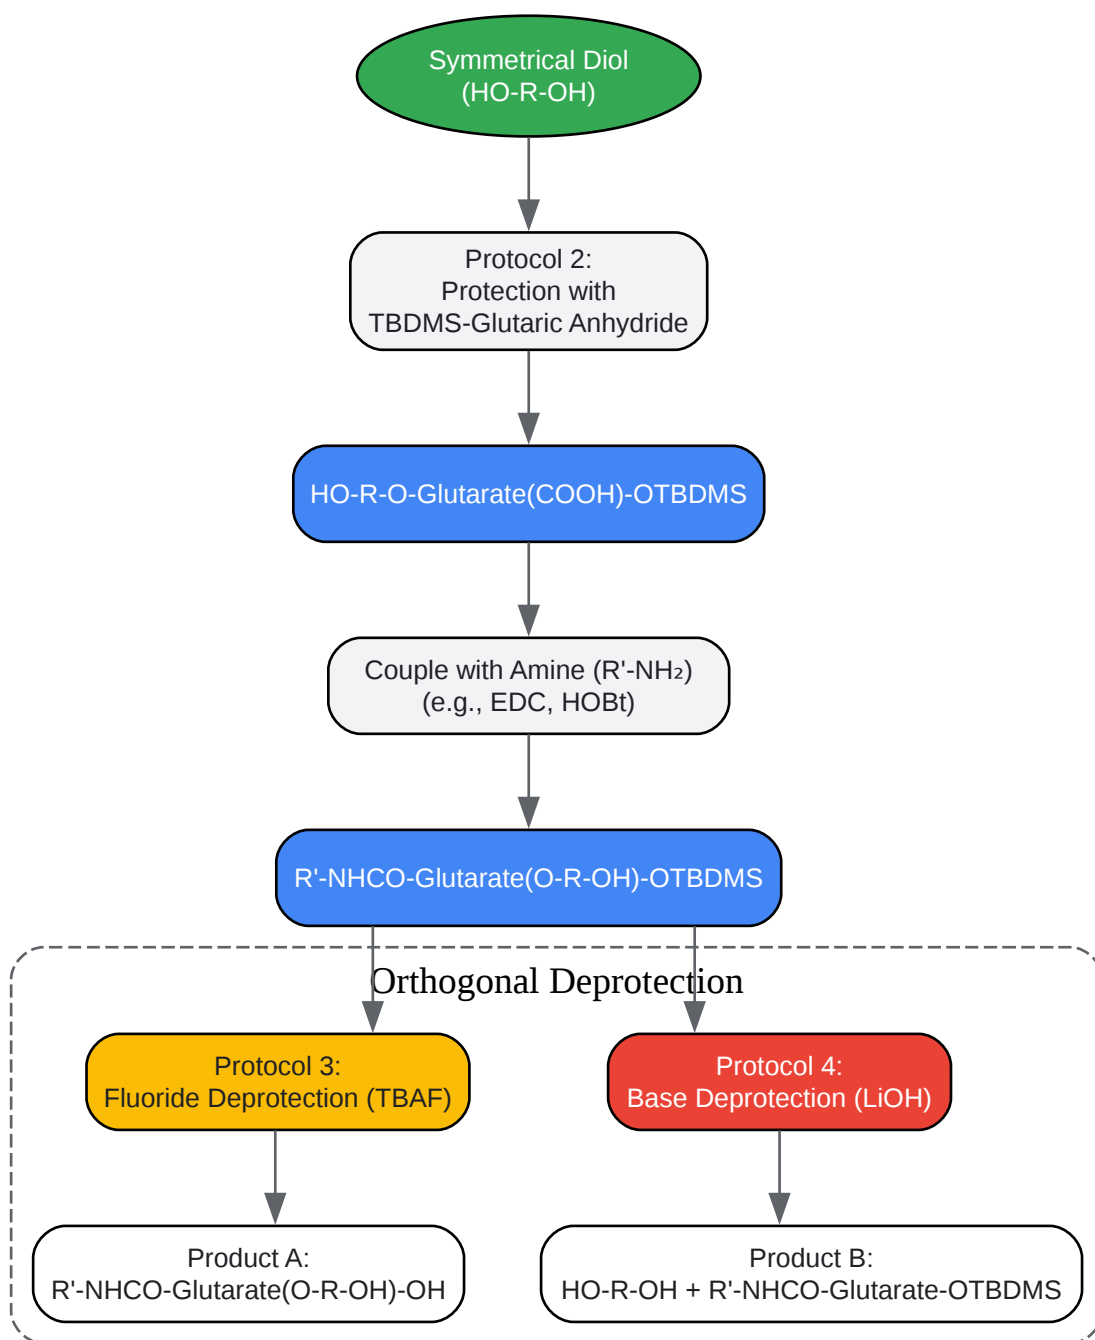 Symmetrical Diol
(HO-R-OH)
Protocol 2:
Protection with
TBDMS-Glutaric Anhydride
HO-R-O-Glutarate(COOH)-OTBDMS
Couple with Amine (R'-NH₂)
(e.g., EDC, HOBt)
R'-NHCO-Glutarate(O-R-OH)-OTBDMS
Orthogonal Deprotection
Protocol 3:
Fluoride Deprotection (TBAF)
Protocol 4:
Base Deprotection (LiOH)
Product A:
R'-NHCO-Glutarate(O-R-OH)-OH
Product B:
HO-R-OH + R'-NHCO-Glutarate-OTBDMS